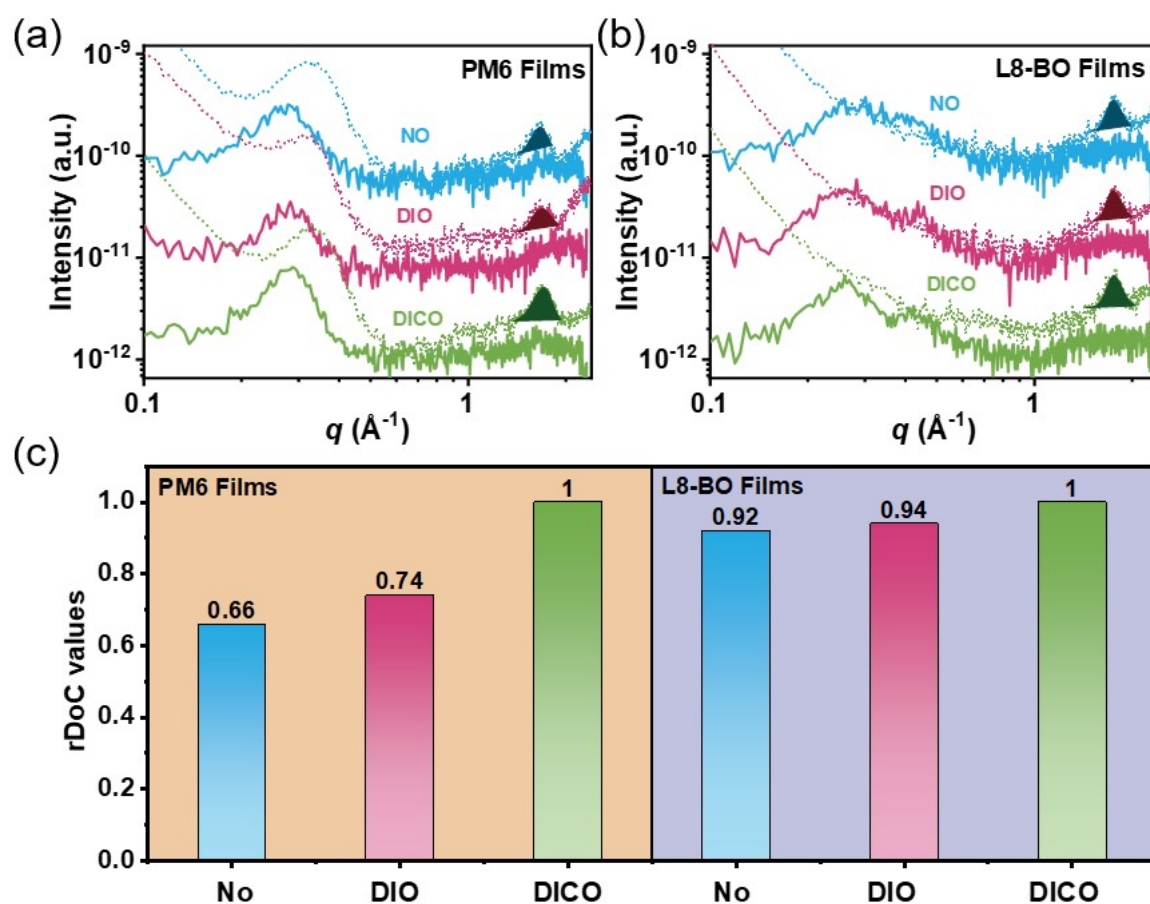 (a)
PM6 Films
NO
DIO
DICO
10⁻⁹
10⁻¹⁰
10⁻¹¹
10⁻¹²
Intensity (a.u.)
0.1
1
q (Å⁻¹)
(b)
L8-BO Films
NO
DIO
DICO
10⁻⁹
10⁻¹⁰
10⁻¹¹
10⁻¹²
Intensity (a.u.)
0.1
1
q (Å⁻¹)
(c)
PM6 Films
L8-BO Films
1.0
0.8
0.6
0.4
0.2
0.0
rDoC values
0.66
0.74
1
0.92
0.94
1
No
DIO
DICO
No
DIO
DICO